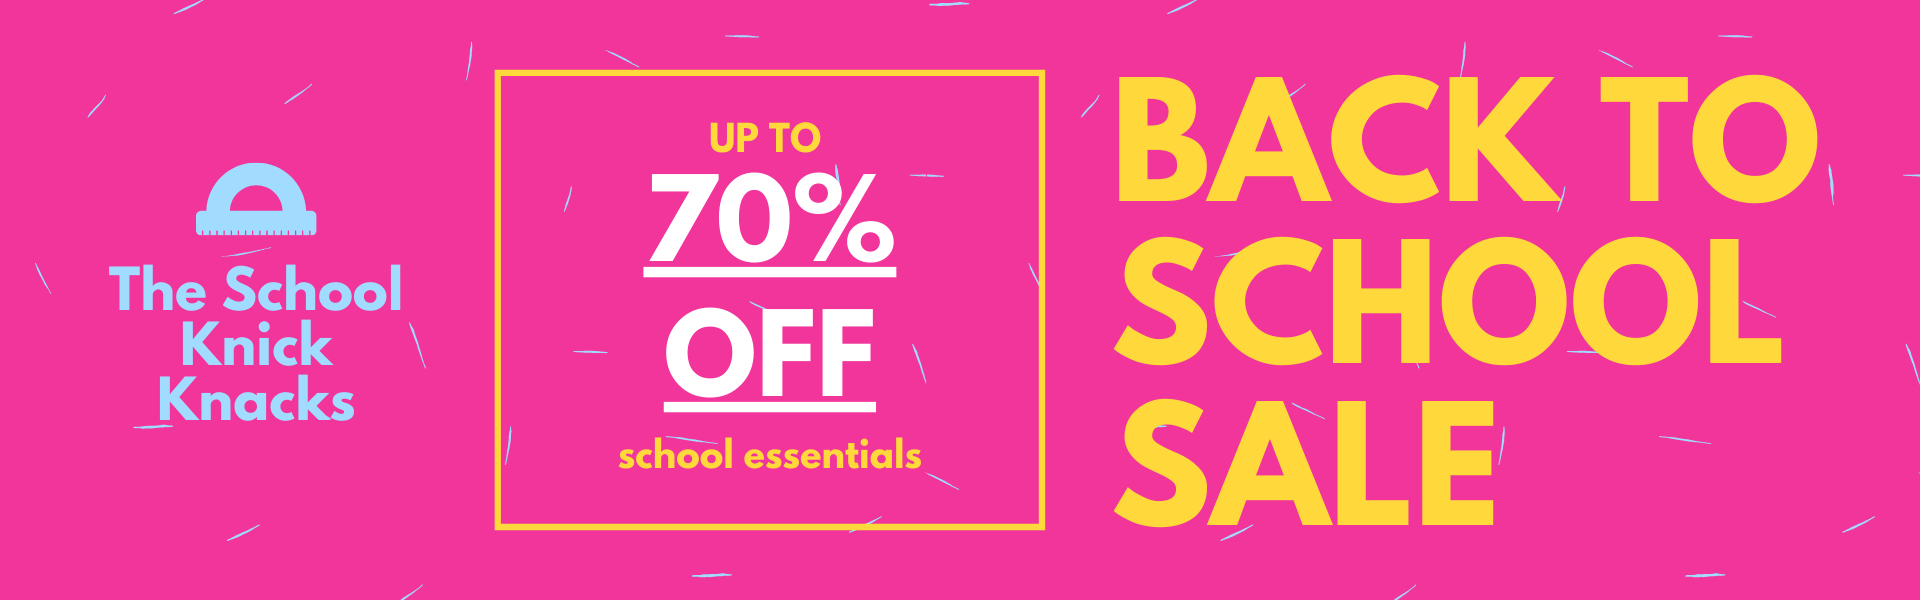 The School
Knick
Knacks
UP TO
70%
OFF
school essentials
BACK TO
SCHOOL
SALE